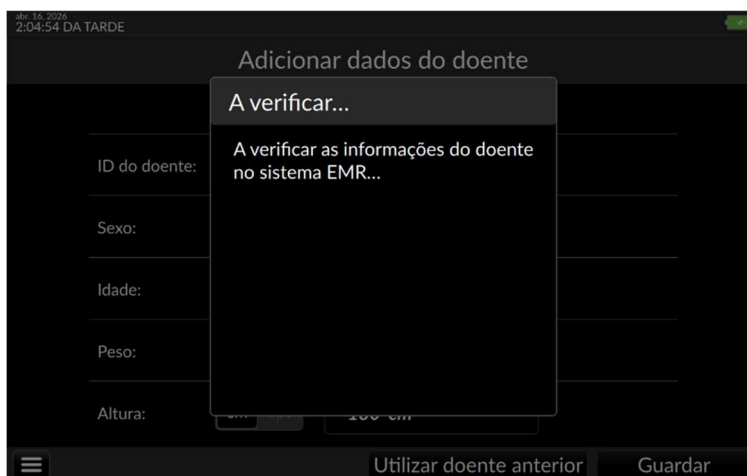 abr. 16, 2026
2:04:54 DA TARDE
Adicionar dados do doente
A verificar...
A verificar as informações do doente
no sistema EMR...
ID do doente:
Sexo:
Idade:
Peso:
Altura:
cm
Utilizar doente anterior
Guardar